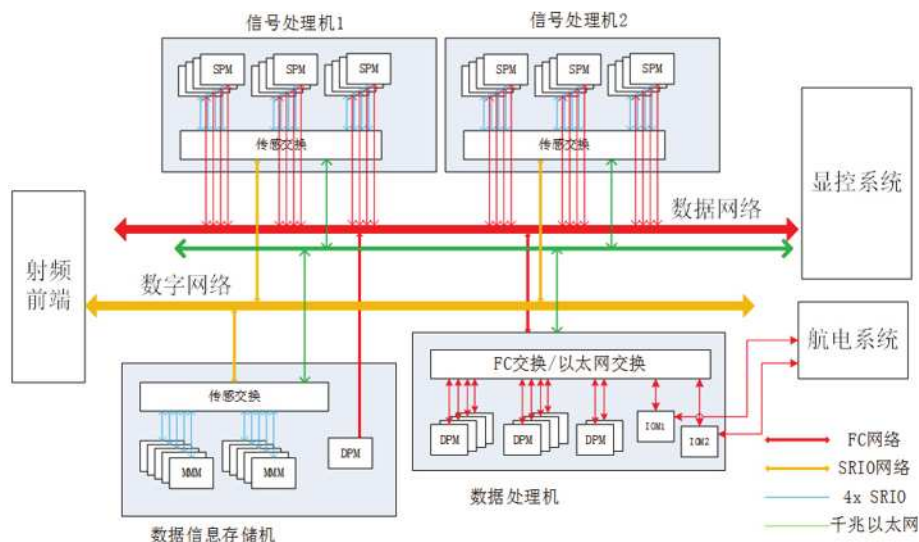 信号处理机1
信号处理机2
SPM
SPM
SPM
SPM
SPM
SPM
传感交换
传感交换
显控系统
数据网络
射频
前端
数字网络
航电系统
FC交换/以太网交换
传感交换
DPM
DPM
DPM
IOM1
IOM2
MMM
MMM
DPM
数据处理机
数据信息存储机
FC网络
SRIO网络
4x SRIO
千兆以太网